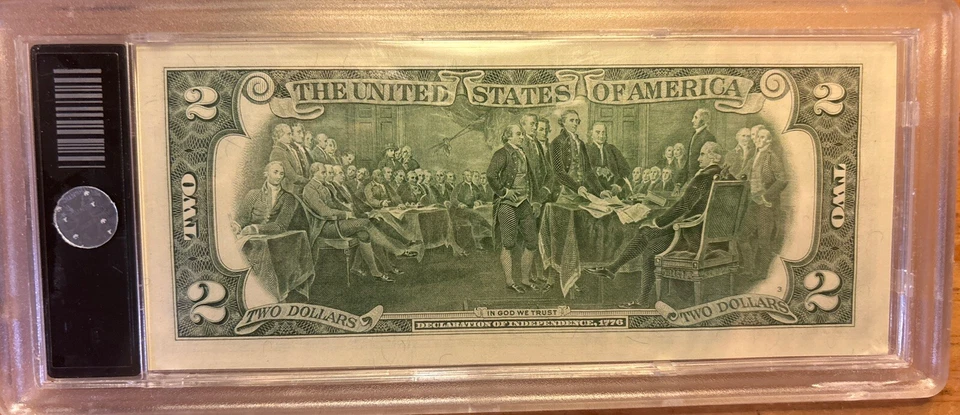 THE UNITED STATES OF AMERICA
2
2
TWO
TWO
3
2
2
TWO DOLLARS
IN GOD WE TRUST
TWO DOLLARS
DECLARATION OF INDEPENDENCE, 1776